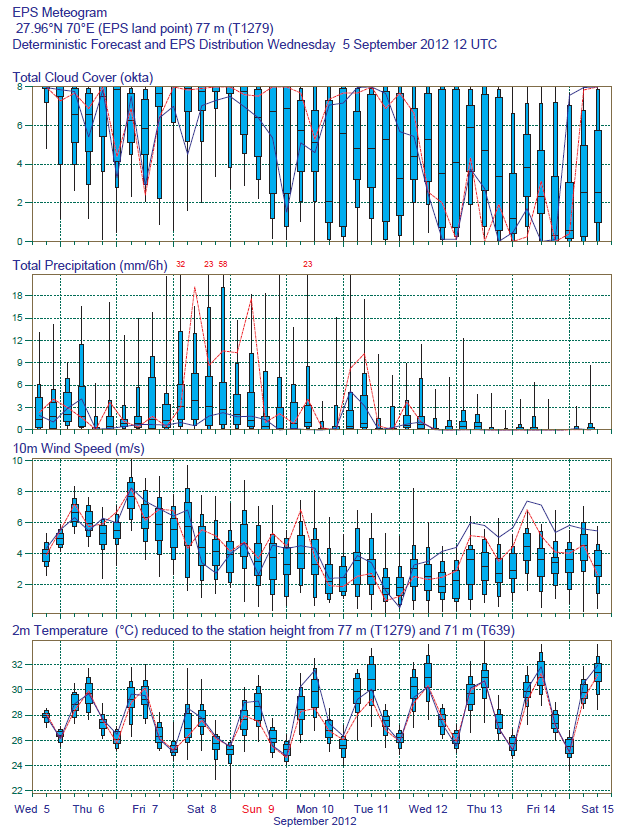 EPS Meteogram
27.96°N 70°E (EPS land point) 77 m (T1279)
Deterministic Forecast and EPS Distribution Wednesday 5 September 2012 12 UTC
Total Cloud Cover (okta)
8
6
4
2
0
Total Precipitation (mm/6h) 32 23 58 23
18
15
12
9
6
3
0
10m Wind Speed (m/s)
10
8
6
4
2
2m Temperature (°C) reduced to the station height from 77 m (T1279) and 71 m (T639)
32
30
28
26
24
22
Wed 5 Thu 6 Fri 7 Sat 8 Sun 9 Mon 10 Tue 11 Wed 12 Thu 13 Fri 14 Sat 15
September 2012